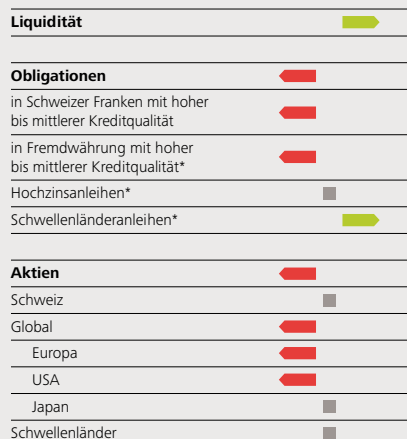 Liquidität
Obligationen
in Schweizer Franken mit hoher
bis mittlerer Kreditqualität
in Fremdwährung mit hoher
bis mittlerer Kreditqualität*
Hochzinsanleihen*
Schwellenländeranleihen*
Aktien
Schweiz
Global
Europa
USA
Japan
Schwellenländer